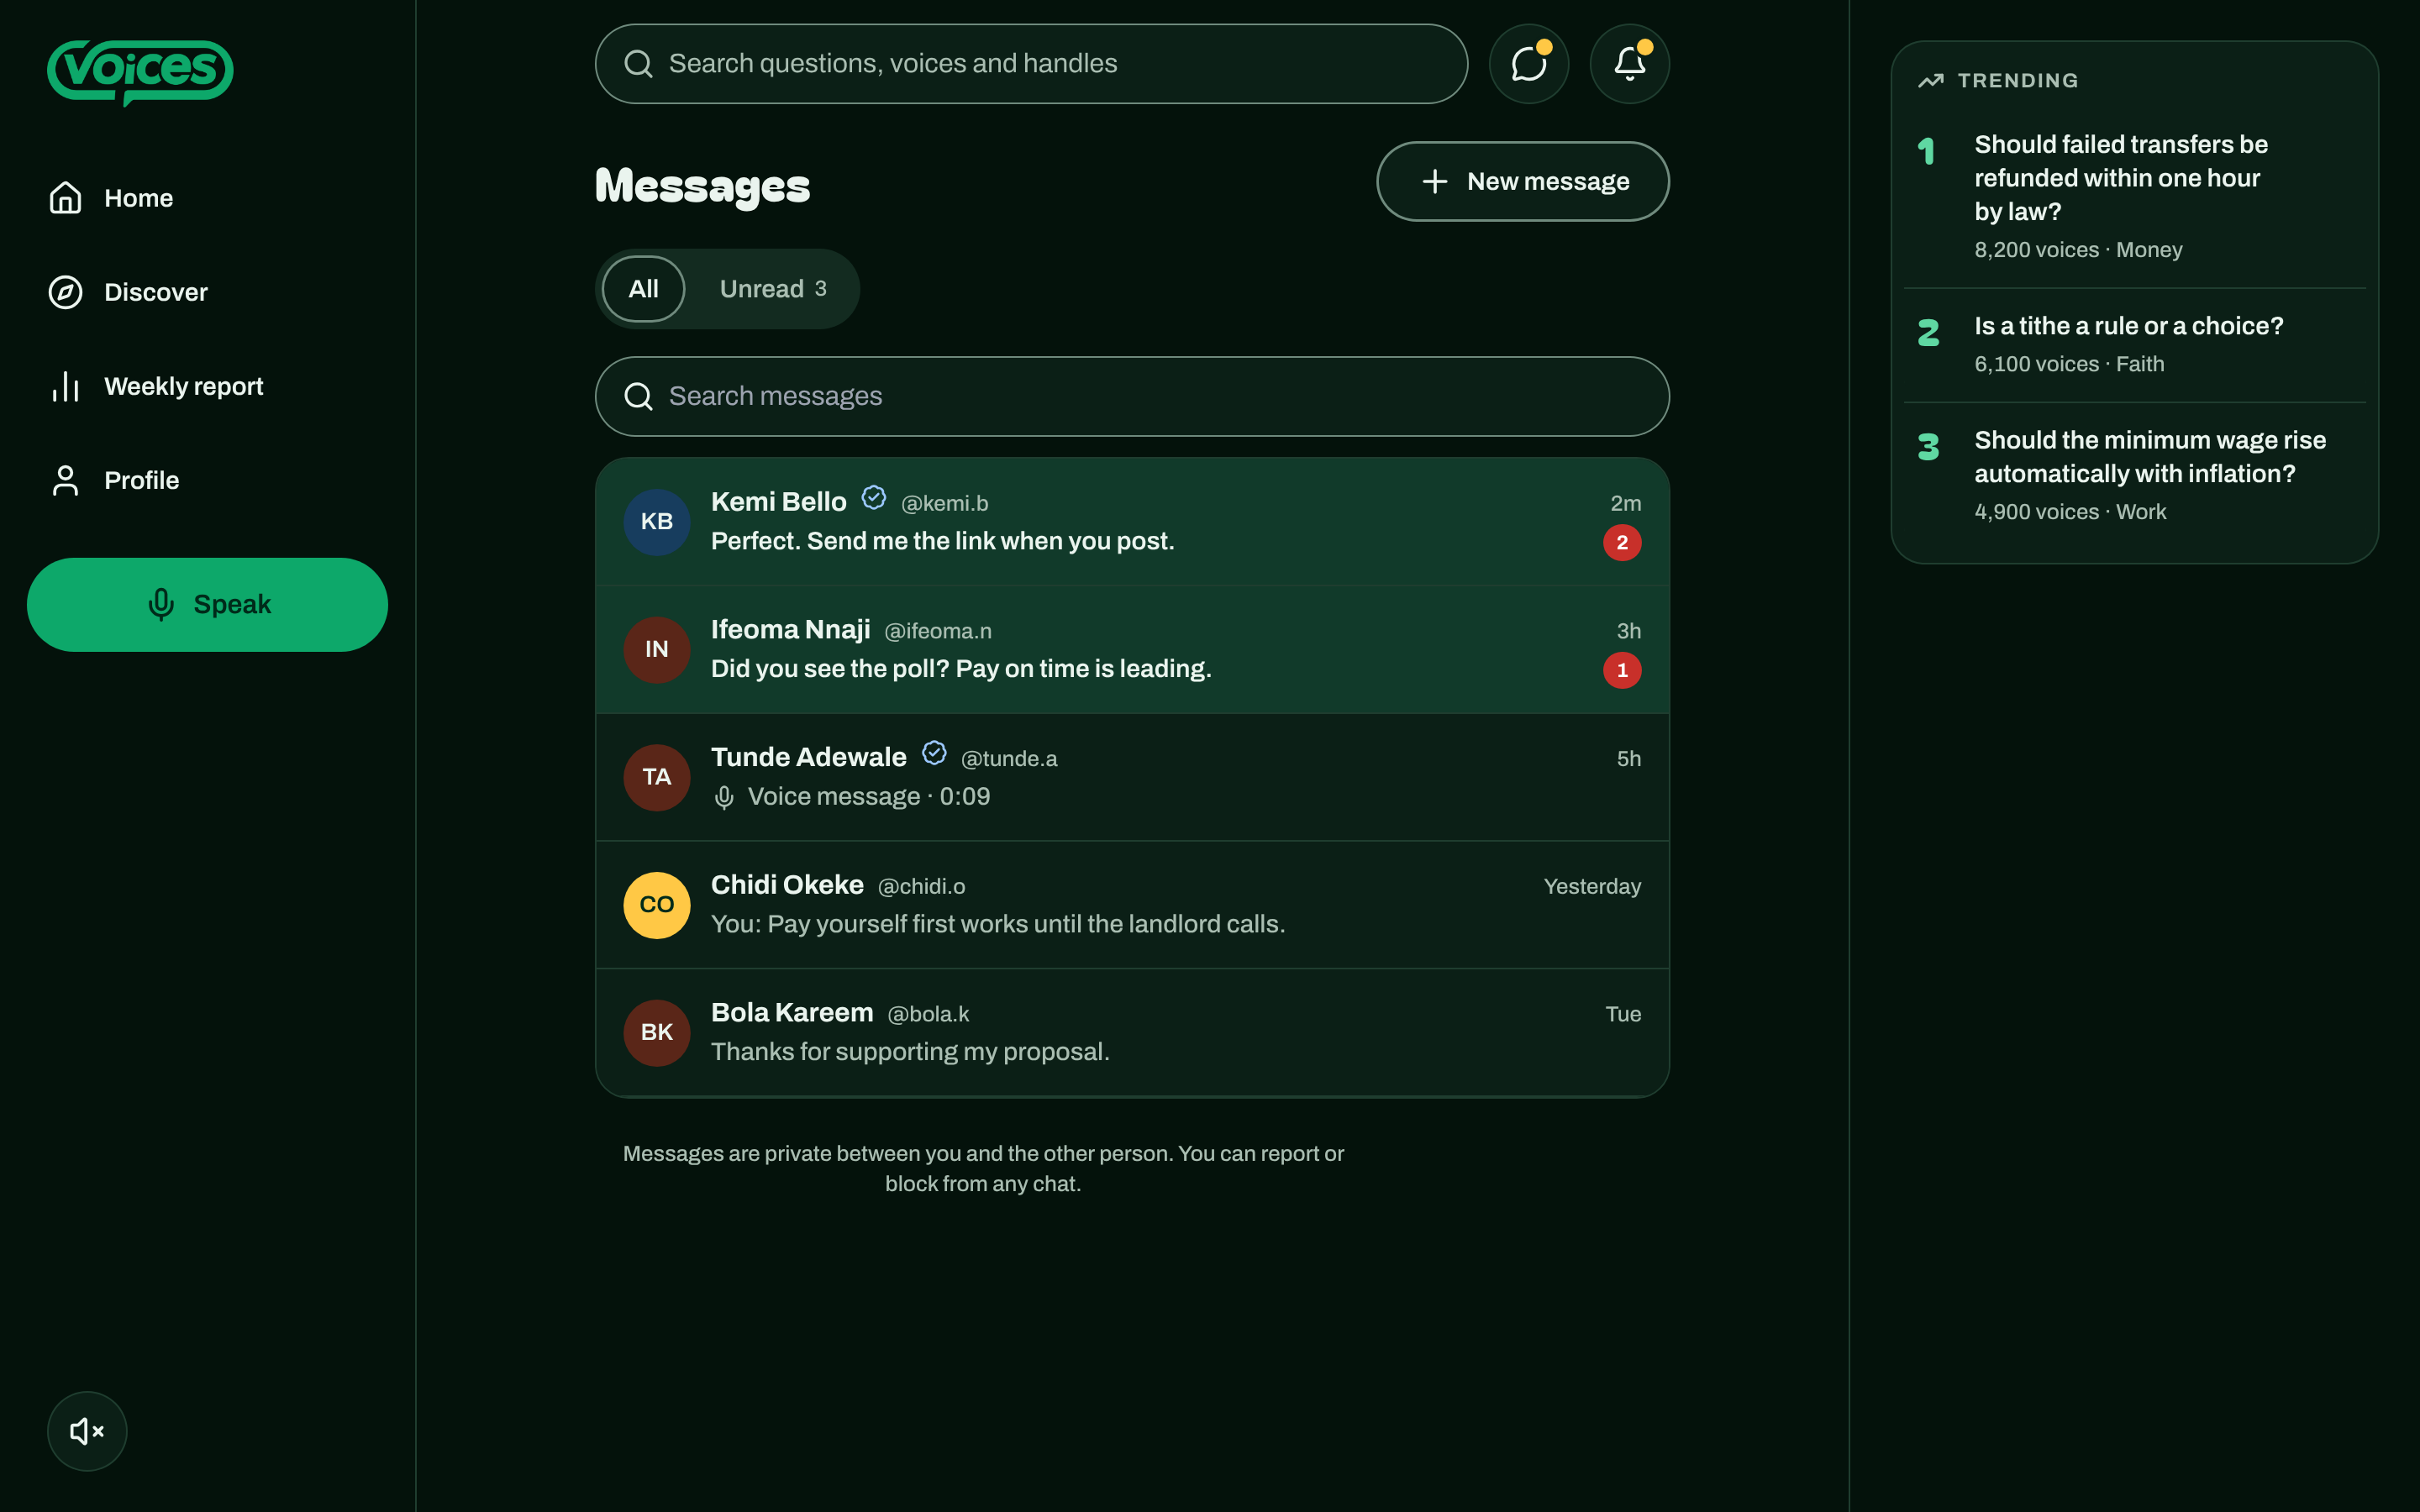 Voices
Home
Discover
Weekly report
Profile
Speak
Search questions, voices and handles
Messages
New message
All
Unread 3
Search messages
KB
Kemi Bello @kemi.b 2m
Perfect. Send me the link when you post. 2
IN
Ifeoma Nnaji @ifeoma.n 3h
Did you see the poll? Pay on time is leading. 1
TA
Tunde Adewale @tunde.a 5h
Voice message · 0:09
CO
Chidi Okeke @chidi.o Yesterday
You: Pay yourself first works until the landlord calls.
BK
Bola Kareem @bola.k Tue
Thanks for supporting my proposal.
Messages are private between you and the other person. You can report or
block from any chat.
TRENDING
1
Should failed transfers be
refunded within one hour
by law?
8,200 voices · Money
2
Is a tithe a rule or a choice?
6,100 voices · Faith
3
Should the minimum wage rise
automatically with inflation?
4,900 voices · Work